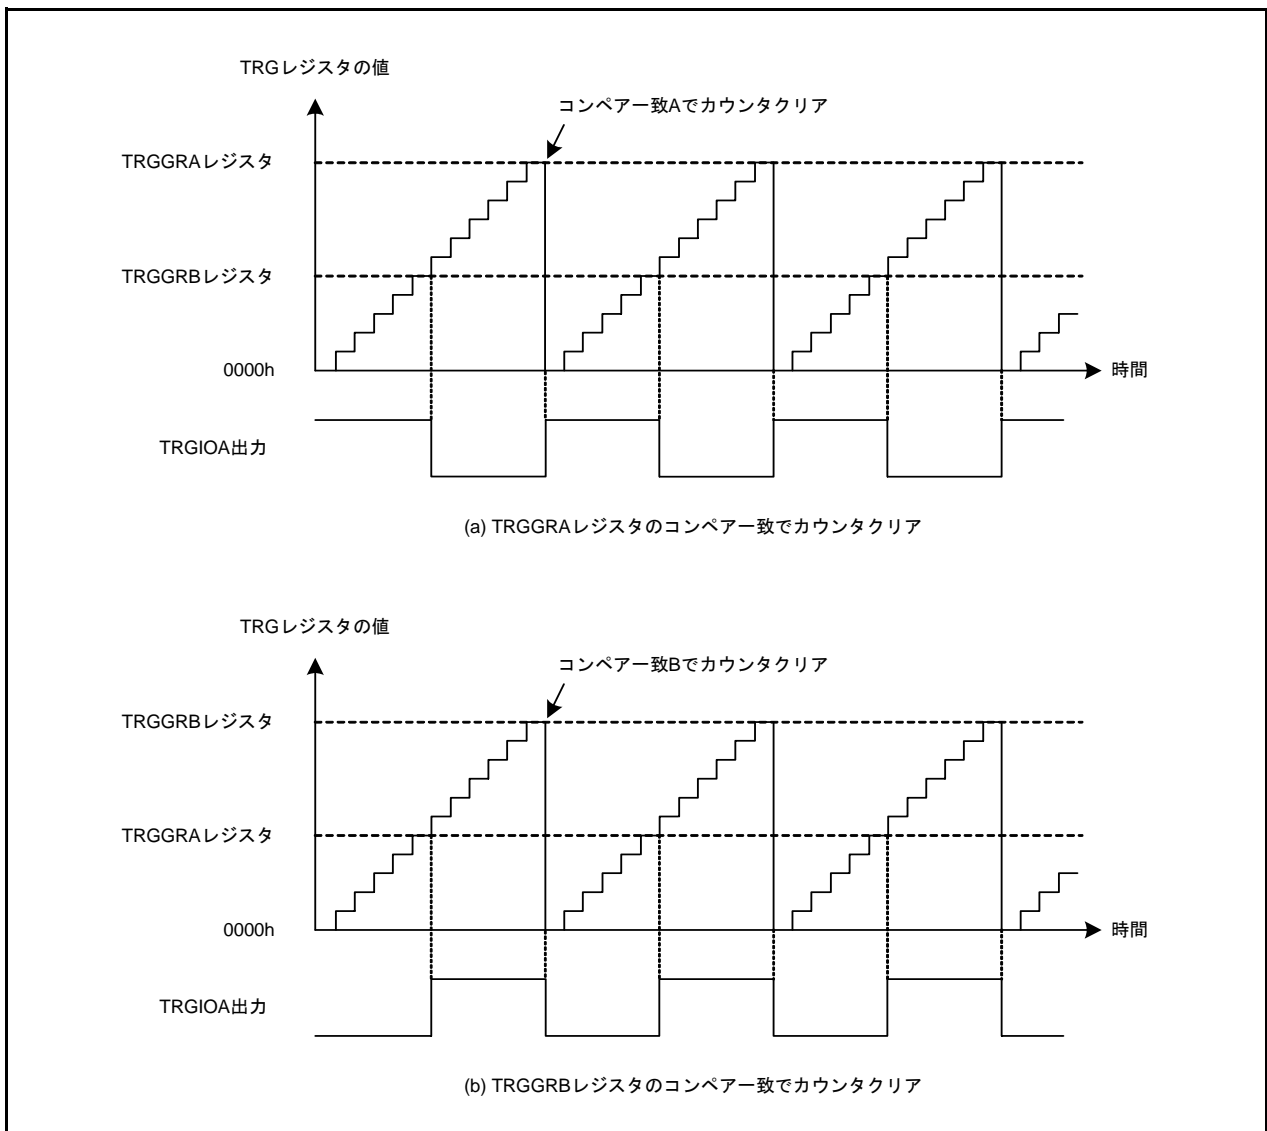 TRGレジスタの値
コンペア一致Aでカウンタクリア
TRGGRAレジスタ
TRGGRBレジスタ
0000h
時間
TRGIOA出力
(a) TRGGRAレジスタのコンペア一致でカウンタクリア
TRGレジスタの値
コンペア一致Bでカウンタクリア
TRGGRBレジスタ
TRGGRAレジスタ
0000h
時間
TRGIOA出力
(b) TRGGRBレジスタのコンペア一致でカウンタクリア